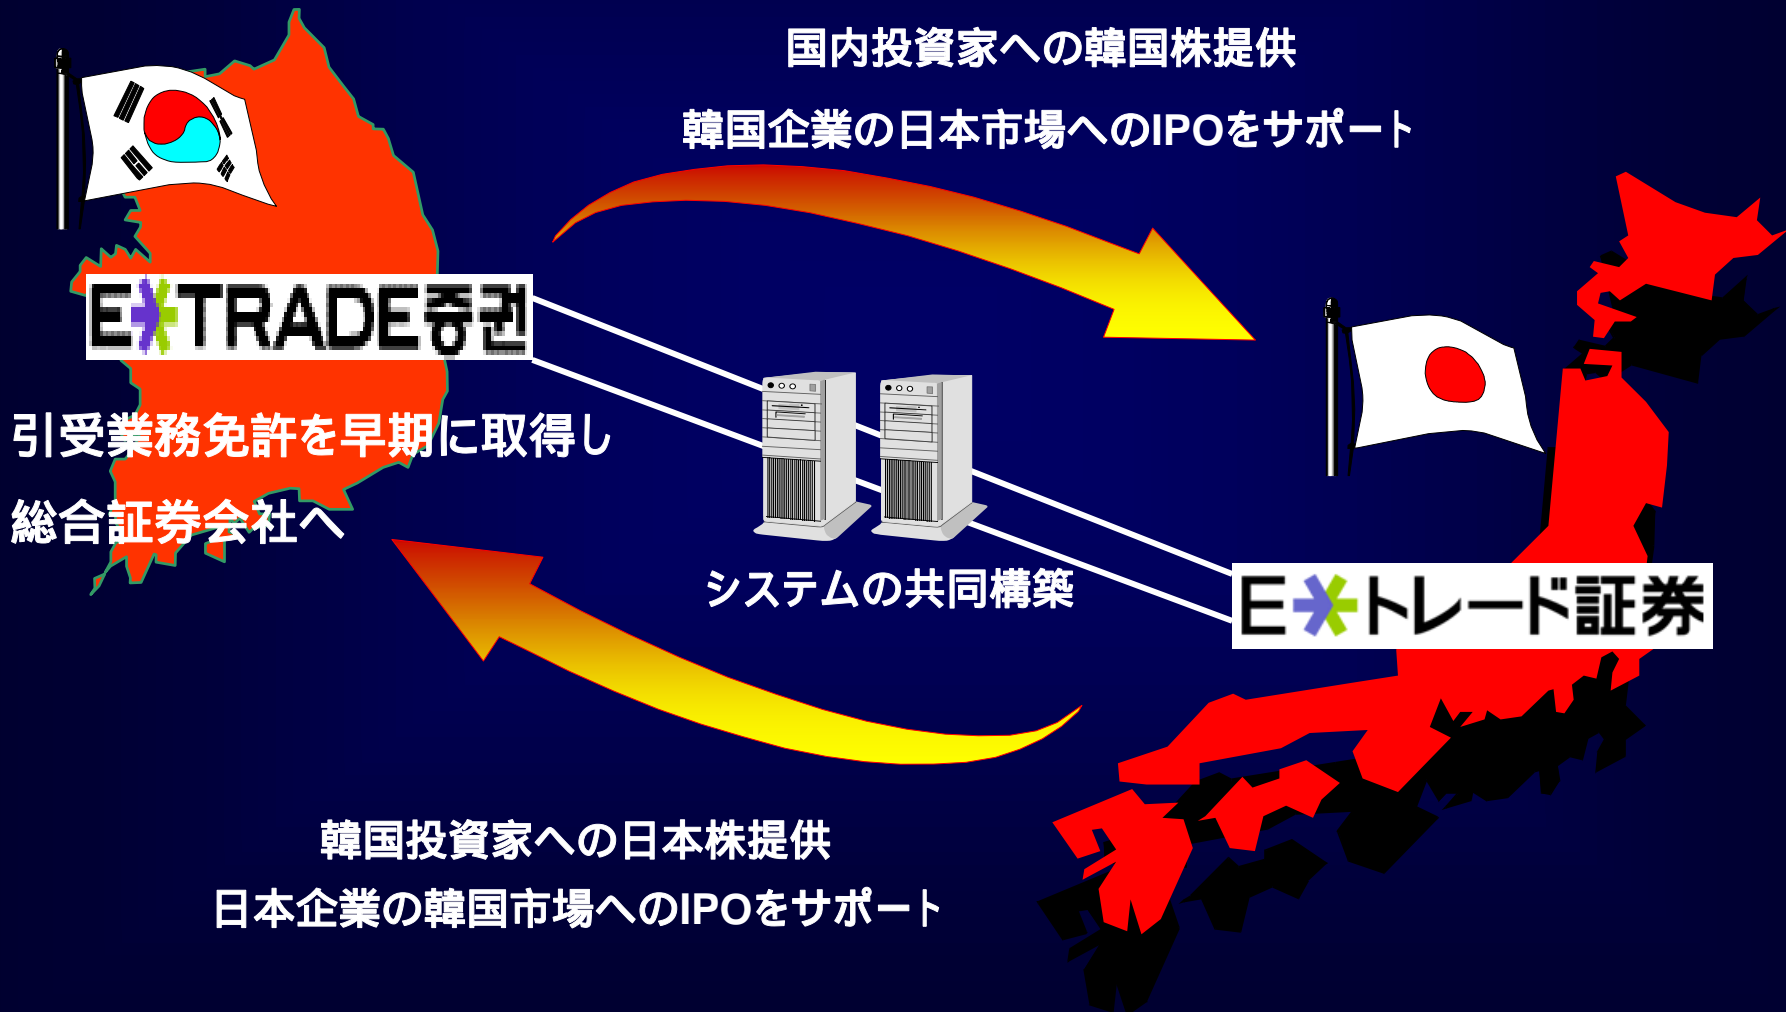 国内投資家への韓国株提供
韓国企業の日本市場へのIPOをサポート
E*TRADE증권
引受業務免許を早期に取得し
総合証券会社へ
システムの共同構築
E*トレード証券
韓国投資家への日本株提供
日本企業の韓国市場へのIPOをサポート